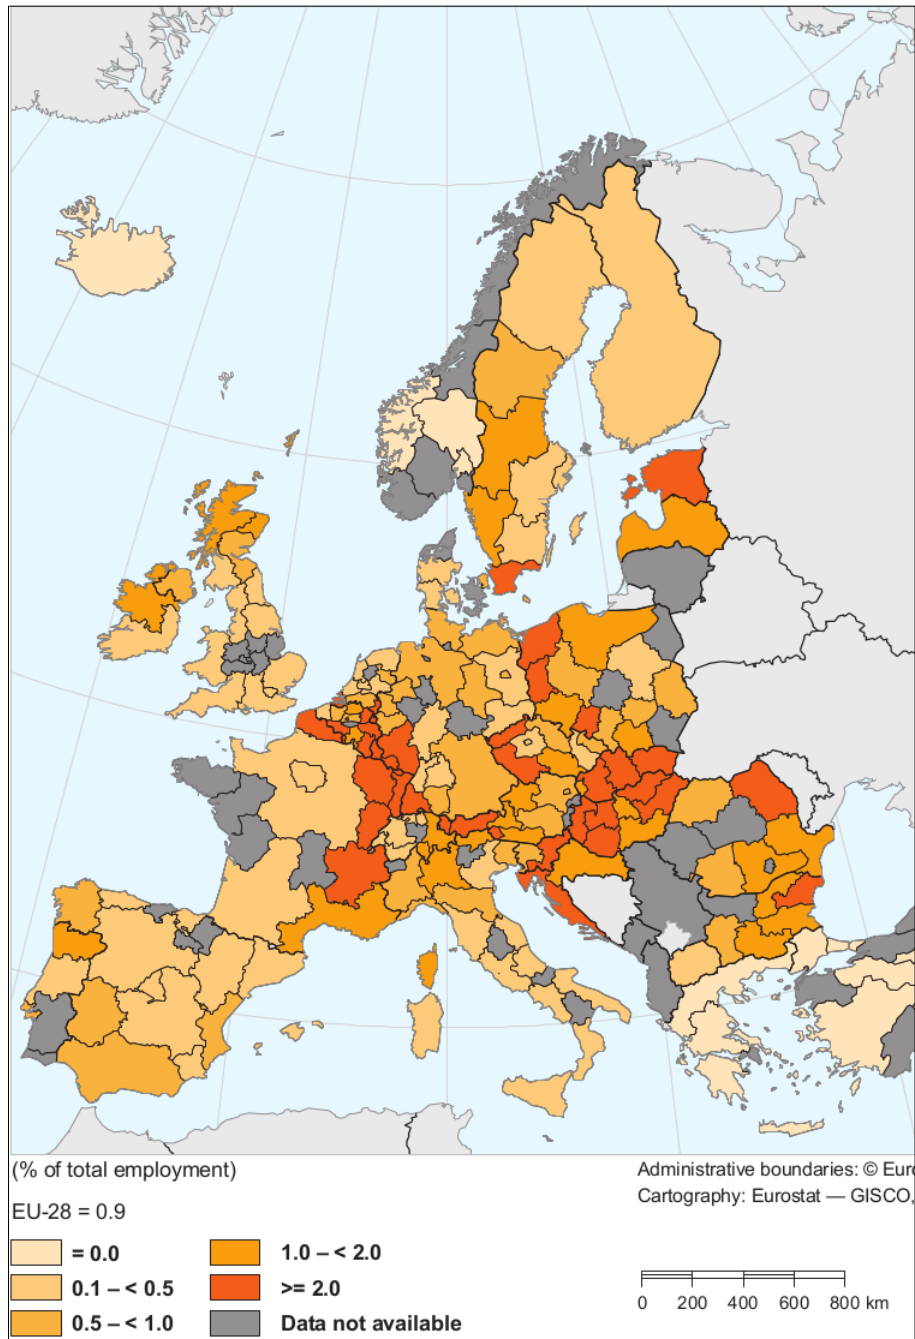 (% of total employment)
Administrative boundaries: © Euro
Cartography: Eurostat — GISCO,
EU-28 = 0.9
= 0.0
0.1 – < 0.5
0.5 – < 1.0
1.0 – < 2.0
>= 2.0
Data not available
0 200 400 600 800 km